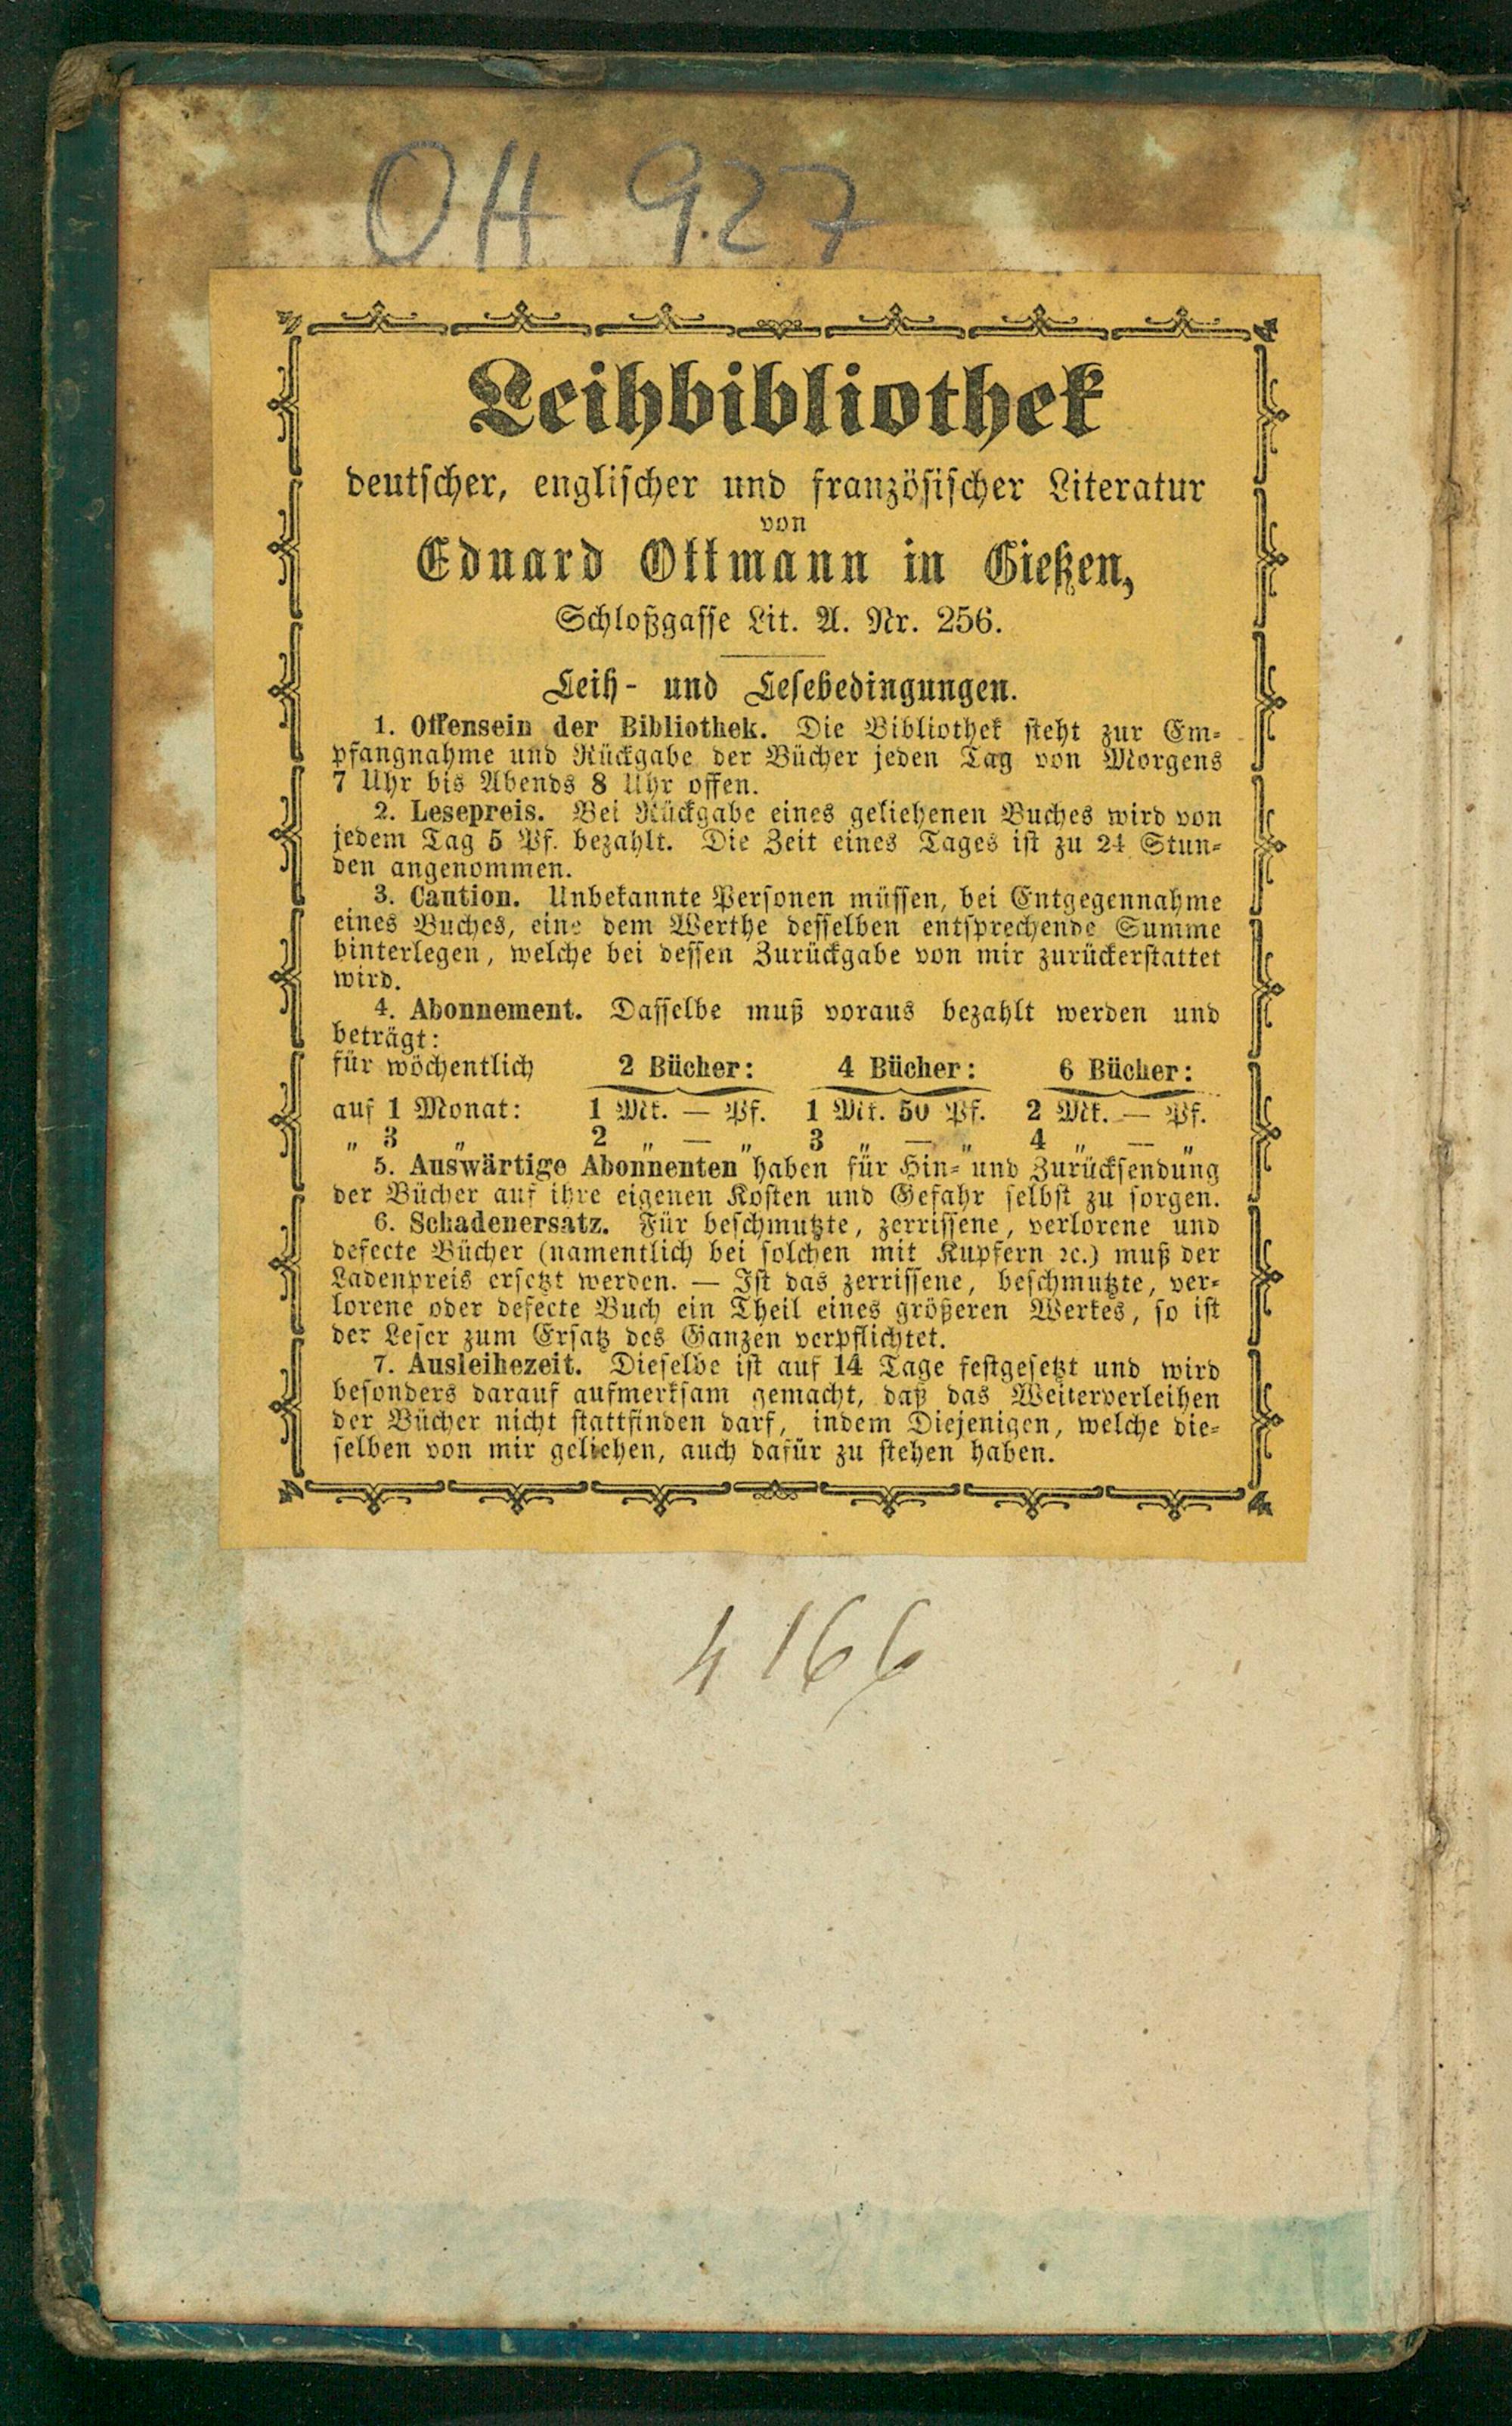 OH 927
Leihbibliothek
deutscher, englischer und französischer Literatur
von
Eduard Ottmann in Gießen,
Schloßgasse Lit. A. Nr. 256.
Leih- und Lesebedingungen.
1. Offensein der Bibliothek. Die Bibliothek steht zur Em-
pfangnahme und Rückgabe der Bücher jeden Tag von Morgens
7 Uhr bis Abends 8 Uhr offen.
2. Lesepreis. Bei Rückgabe eines geliehenen Buches wird von
jedem Tag 5 Pf. bezahlt. Die Zeit eines Tages ist zu 24 Stun-
den angenommen.
3. Caution. Unbekannte Personen müssen, bei Entgegennahme
eines Buches, eine dem Werthe desselben entsprechende Summe
hinterlegen, welche bei dessen Zurückgabe von mir zurückerstattet
wird.
4. Abonnement. Dasselbe muß voraus bezahlt werden und
beträgt:
für wöchentlich 2 Bücher: 4 Bücher: 6 Bücher:
auf 1 Monat: 1 Mk. — Pf. 1 Mk. 50 Pf. 2 Mk. — Pf.
„ 3 „ 2 „ — „ 3 „ — „ 4 „ — „
5. Auswärtige Abonnenten haben für Hin- und Zurücksendung
der Bücher auf ihre eigenen Kosten und Gefahr selbst zu sorgen.
6. Schadenersatz. Für beschmutzte, zerrissene, verlorene und
defecte Bücher (namentlich bei solchen mit Kupfern ꝛc.) muß der
Ladenpreis ersetzt werden. — Ist das zerrissene, beschmutzte, ver-
lorene oder defecte Buch ein Theil eines größeren Werkes, so ist
der Leser zum Ersatz des Ganzen verpflichtet.
7. Ausleihezeit. Dieselbe ist auf 14 Tage festgesetzt und wird
besonders darauf aufmerksam gemacht, daß das Weiterverleihen
der Bücher nicht stattfinden darf, indem Diejenigen, welche die-
selben von mir geliehen, auch dafür zu stehen haben.
4166